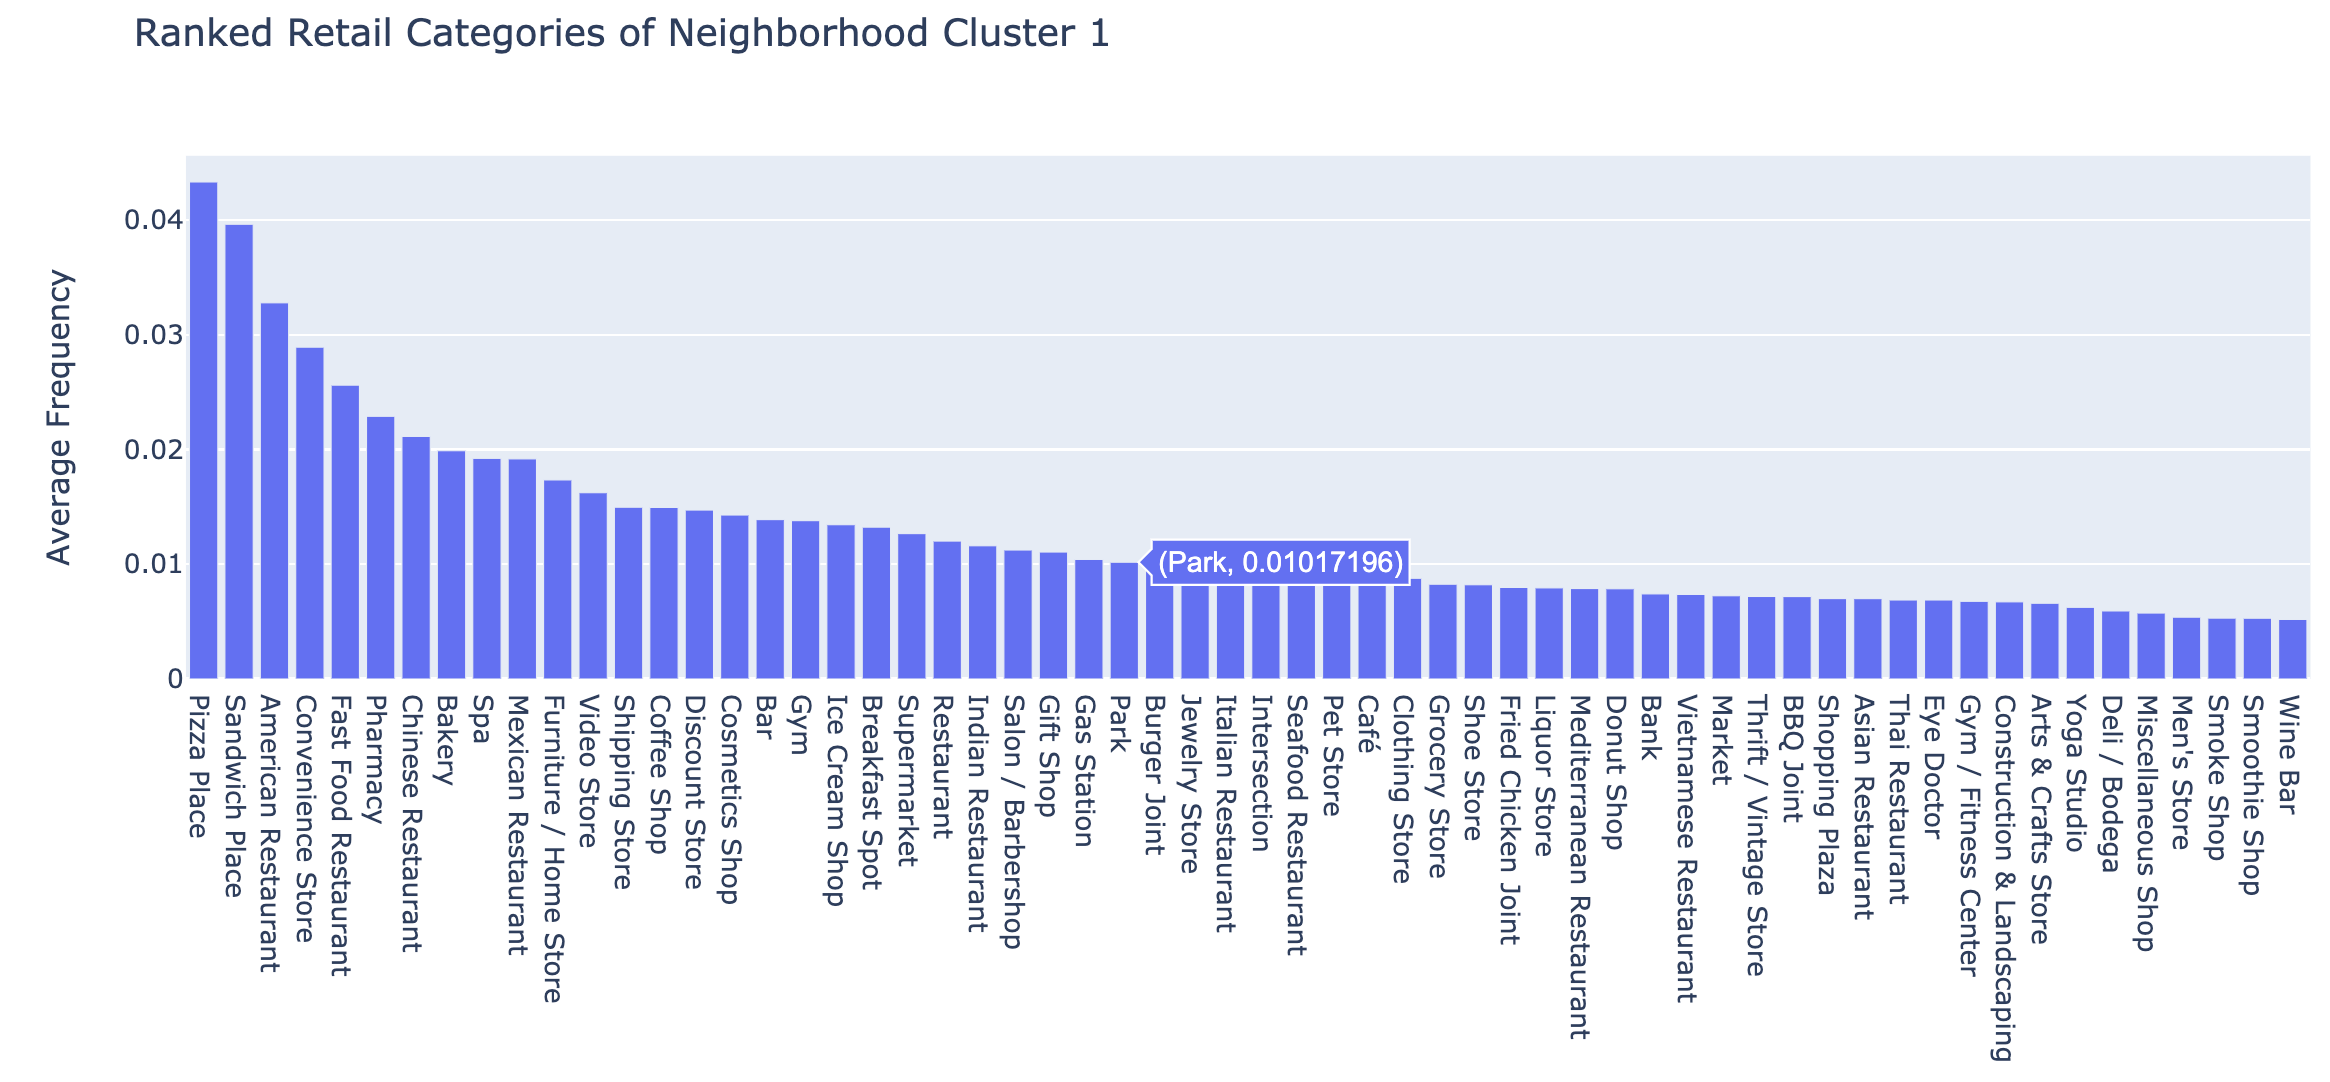 Ranked Retail Categories of Neighborhood Cluster 1
Average Frequency
0.04
0.03
0.02
0.01
0
(Park, 0.01017196)
Pizza Place
Sandwich Place
American Restaurant
Convenience Store
Fast Food Restaurant
Pharmacy
Chinese Restaurant
Bakery
Spa
Mexican Restaurant
Furniture / Home Store
Video Store
Shipping Store
Coffee Shop
Discount Store
Cosmetics Shop
Bar
Gym
Ice Cream Shop
Breakfast Spot
Supermarket
Restaurant
Indian Restaurant
Salon / Barbershop
Gift Shop
Gas Station
Park
Burger Joint
Jewelry Store
Italian Restaurant
Intersection
Seafood Restaurant
Pet Store
Café
Clothing Store
Grocery Store
Shoe Store
Fried Chicken Joint
Liquor Store
Mediterranean Restaurant
Donut Shop
Bank
Vietnamese Restaurant
Market
Thrift / Vintage Store
BBQ Joint
Shopping Plaza
Asian Restaurant
Thai Restaurant
Eye Doctor
Gym / Fitness Center
Construction & Landscaping
Arts & Crafts Store
Yoga Studio
Deli / Bodega
Miscellaneous Shop
Men's Store
Smoke Shop
Smoothie Shop
Wine Bar